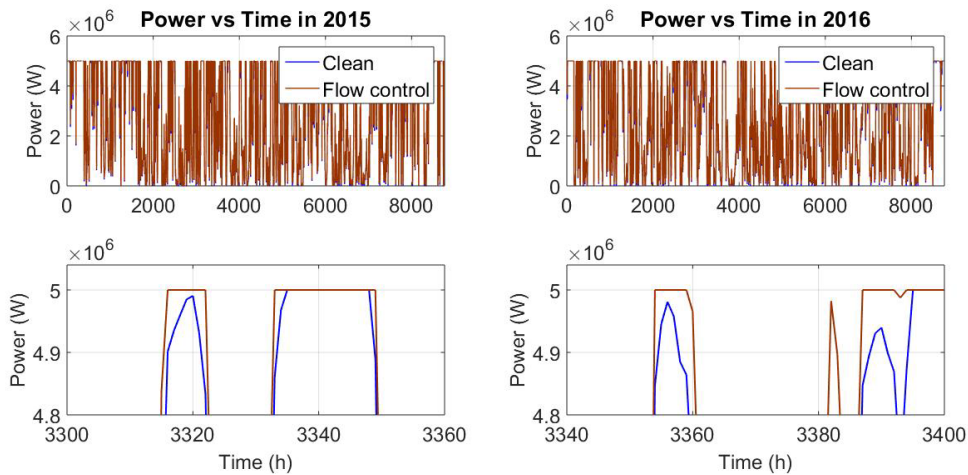 Power vs Time in 2015
×10^6
Power (W)
6
4
2
0
0 2000 4000 6000 8000
Clean
Flow control
Power vs Time in 2016
×10^6
Power (W)
6
4
2
0
0 2000 4000 6000 8000
Clean
Flow control
×10^6
Power (W)
5
4.9
4.8
3300 3320 3340 3360
Time (h)
×10^6
Power (W)
5
4.9
4.8
3340 3360 3380 3400
Time (h)